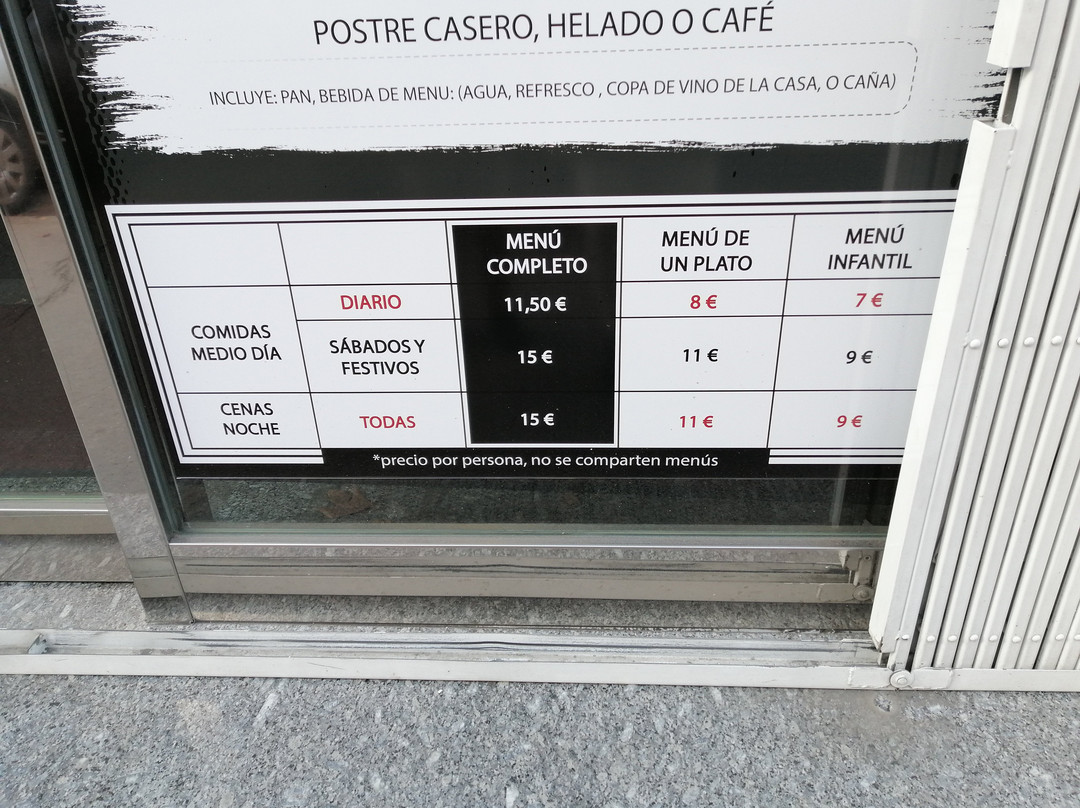 POSTRE CASERO, HELADO O CAFÉ
INCLUYE: PAN, BEBIDA DE MENU: (AGUA, REFRESCO , COPA DE VINO DE LA CASA, O CAÑA)
MENÚ COMPLETO
MENÚ DE UN PLATO
MENÚ INFANTIL
COMIDAS MEDIO DÍA
DIARIO
11,50 €
8 €
7 €
SÁBADOS Y FESTIVOS
15 €
11 €
9 €
CENAS NOCHE
TODAS
15 €
11 €
9 €
*precio por persona, no se comparten menús